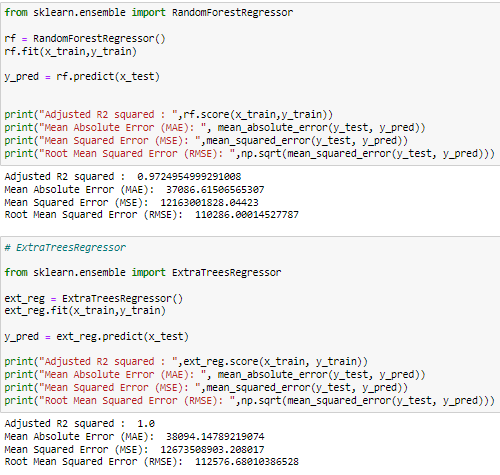 from sklearn.ensemble import RandomForestRegressor
rf = RandomForestRegressor()
rf.fit(x_train,y_train)
y_pred = rf.predict(x_test)
print("Adjusted R2 squared : ",rf.score(x_train,y_train))
print("Mean Absolute Error (MAE): ", mean_absolute_error(y_test, y_pred))
print("Mean Squared Error (MSE): ",mean_squared_error(y_test, y_pred))
print("Root Mean Squared Error (RMSE): ",np.sqrt(mean_squared_error(y_test, y_pred)))
Adjusted R2 squared :  0.9724954999291008
Mean Absolute Error (MAE):  37086.61506565307
Mean Squared Error (MSE):  12163001828.04423
Root Mean Squared Error (RMSE):  110286.00014527787
# ExtraTreesRegressor
from sklearn.ensemble import ExtraTreesRegressor
ext_reg = ExtraTreesRegressor()
ext_reg.fit(x_train,y_train)
y_pred = ext_reg.predict(x_test)
print("Adjusted R2 squared : ",ext_reg.score(x_train, y_train))
print("Mean Absolute Error (MAE): ", mean_absolute_error(y_test, y_pred))
print("Mean Squared Error (MSE): ",mean_squared_error(y_test, y_pred))
print("Root Mean Squared Error (RMSE): ",np.sqrt(mean_squared_error(y_test, y_pred)))
Adjusted R2 squared :  1.0
Mean Absolute Error (MAE):  38094.14789219074
Mean Squared Error (MSE):  12673508903.208017
Root Mean Squared Error (RMSE):  112576.68010386528